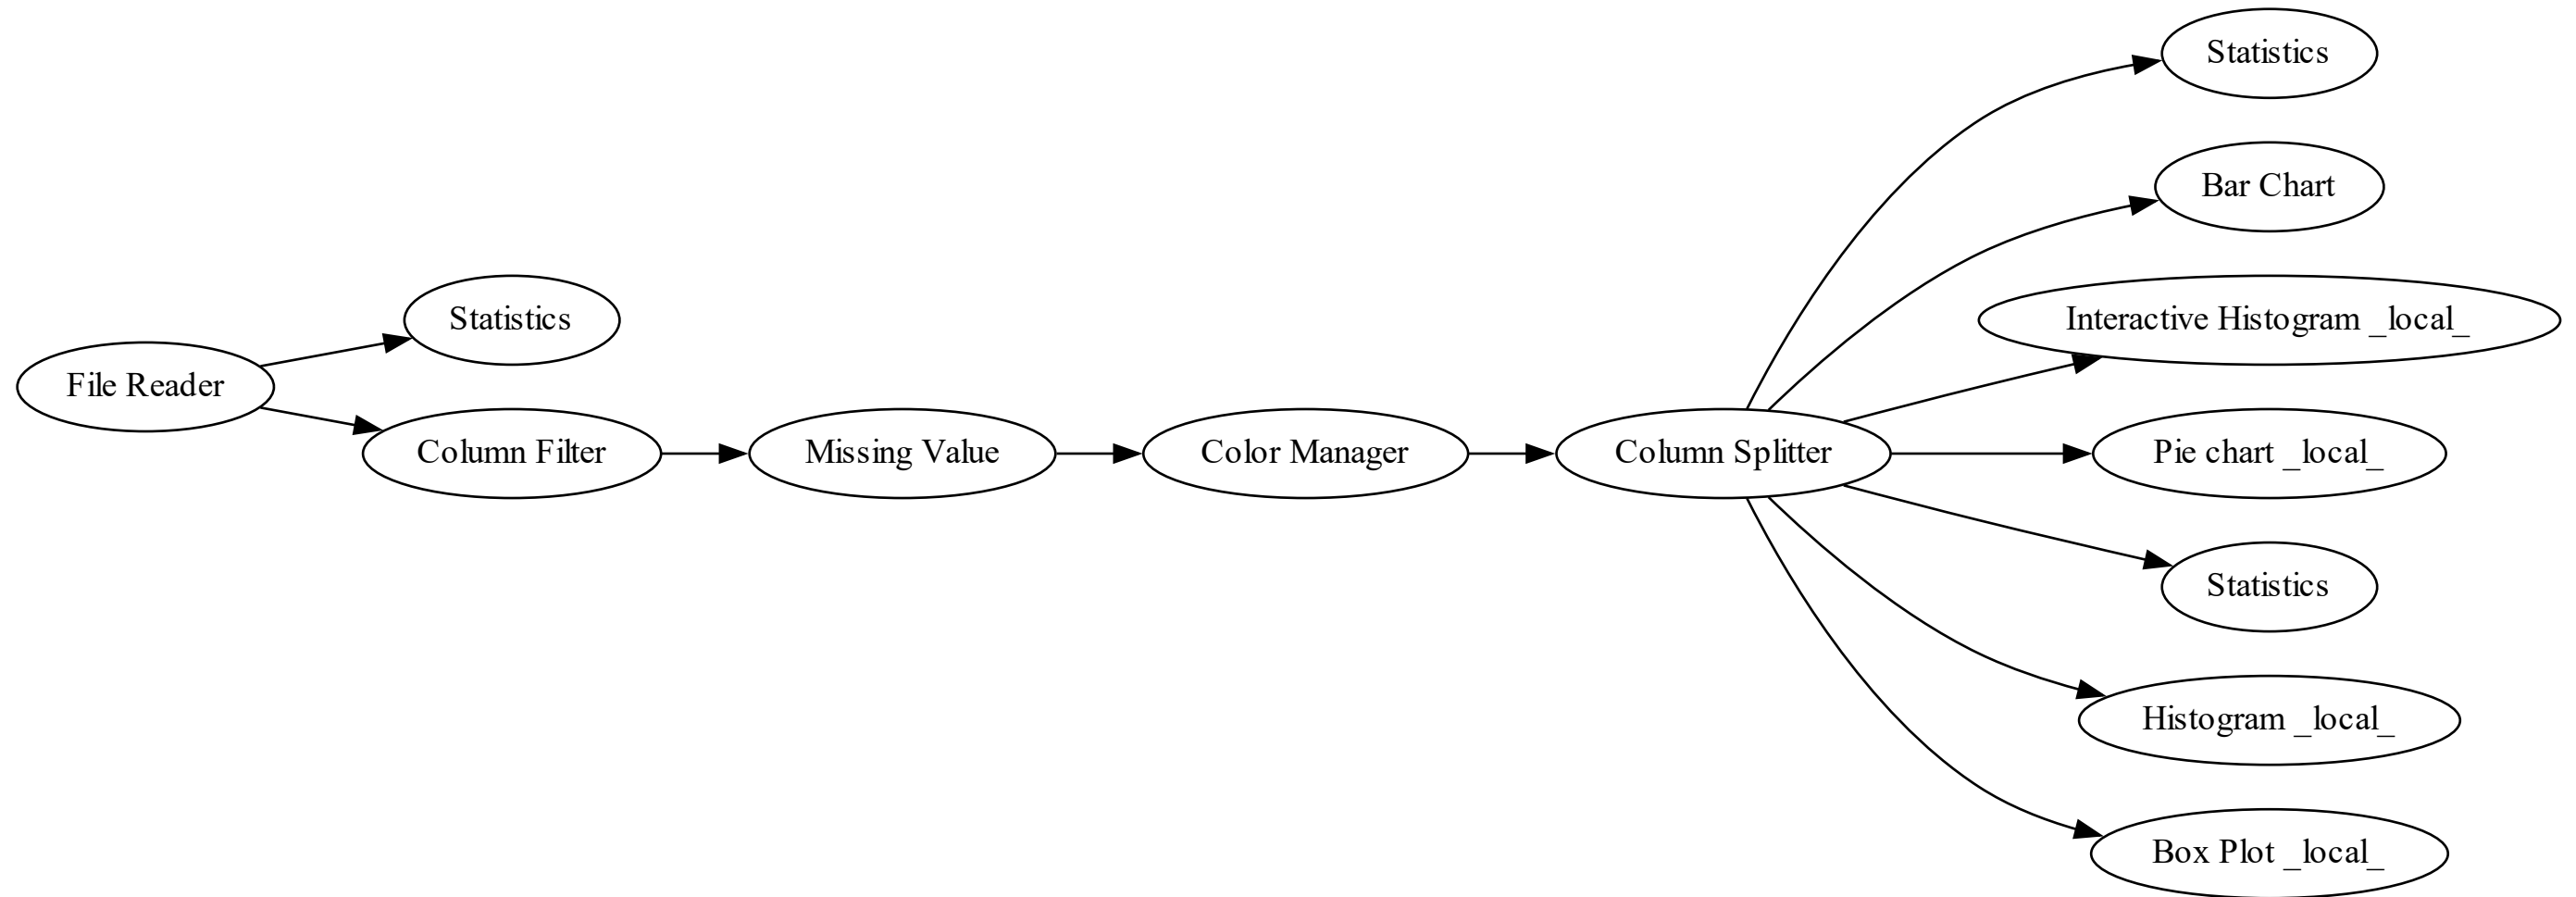 File Reader
Statistics
Column Filter
Missing Value
Color Manager
Column Splitter
Statistics
Bar Chart
Interactive Histogram _local_
Pie chart _local_
Statistics
Histogram _local_
Box Plot _local_